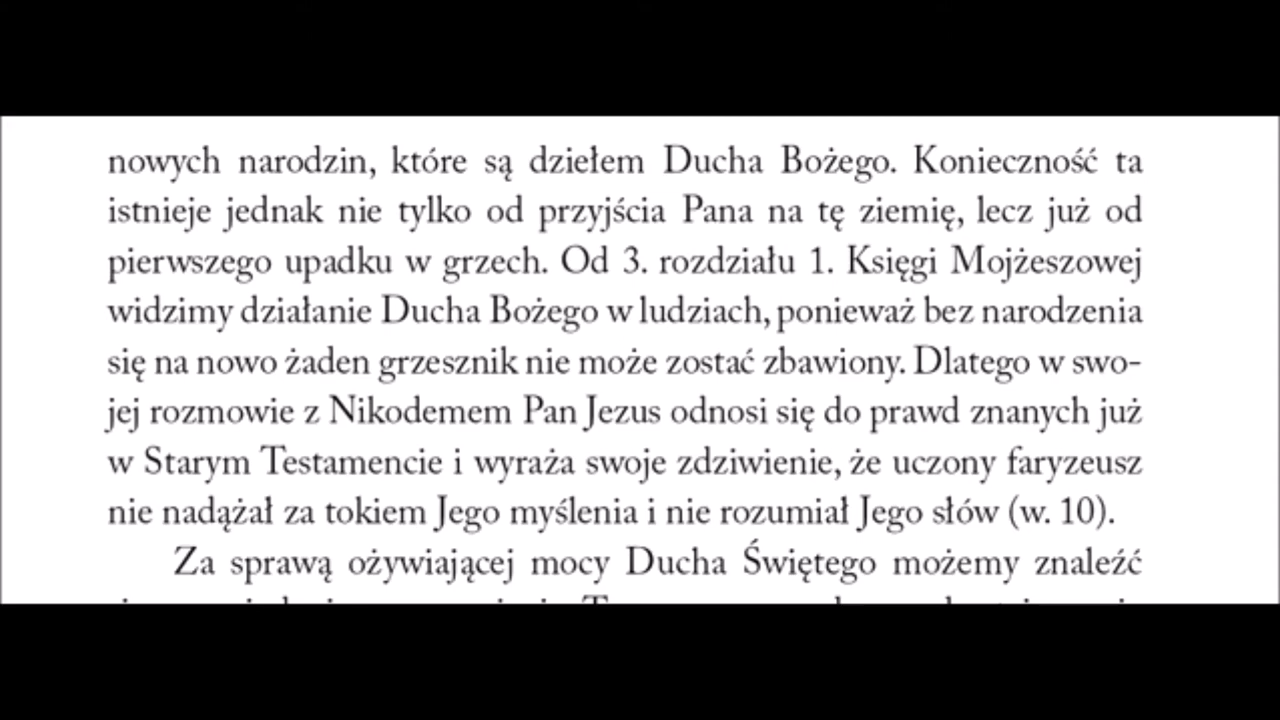 nowych narodzin, które są dziełem Ducha Bożego. Konieczność ta
istnieje jednak nie tylko od przyjścia Pana na tę ziemię, lecz już od
pierwszego upadku w grzech. Od 3. rozdziału 1. Księgi Mojżeszowej
widzimy działanie Ducha Bożego w ludziach, ponieważ bez narodzenia
się na nowo żaden grzesznik nie może zostać zbawiony. Dlatego w swo-
jej rozmowie z Nikodemem Pan Jezus odnosi się do prawd znanych już
w Starym Testamencie i wyraża swoje zdziwienie, że uczony faryzeusz
nie nadążał za tokiem Jego myślenia i nie rozumiał Jego słów (w. 10).
Za sprawą ożywiającej mocy Ducha Świętego możemy znaleźć